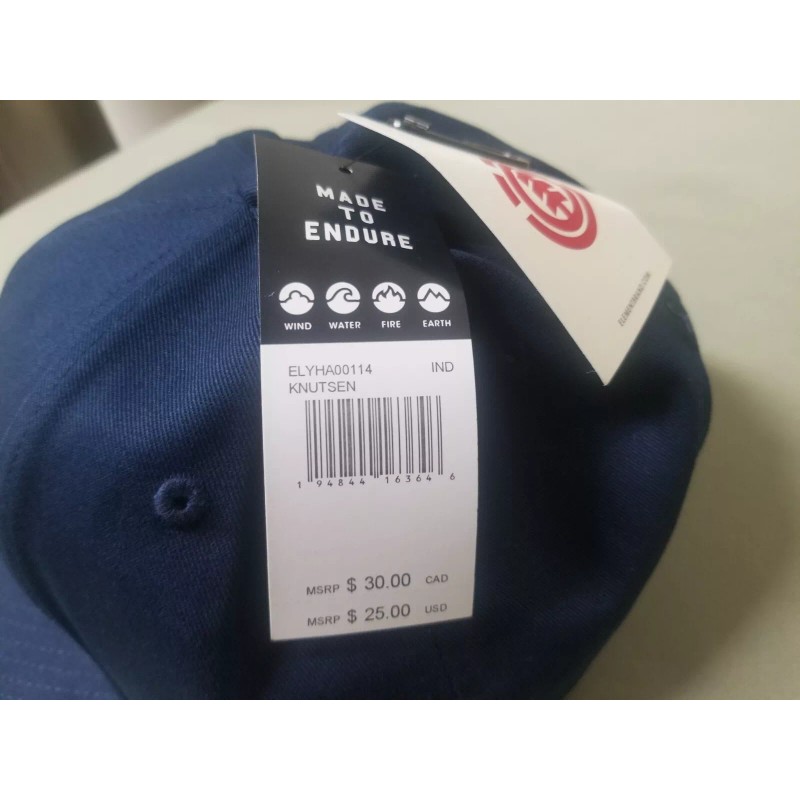 MADE
TO
ENDURE
WIND WATER FIRE EARTH
ELYHA00114 IND
KNUTSEN
1 94844 16364 6
MSRP $ 30.00 CAD
MSRP $ 25.00 USD